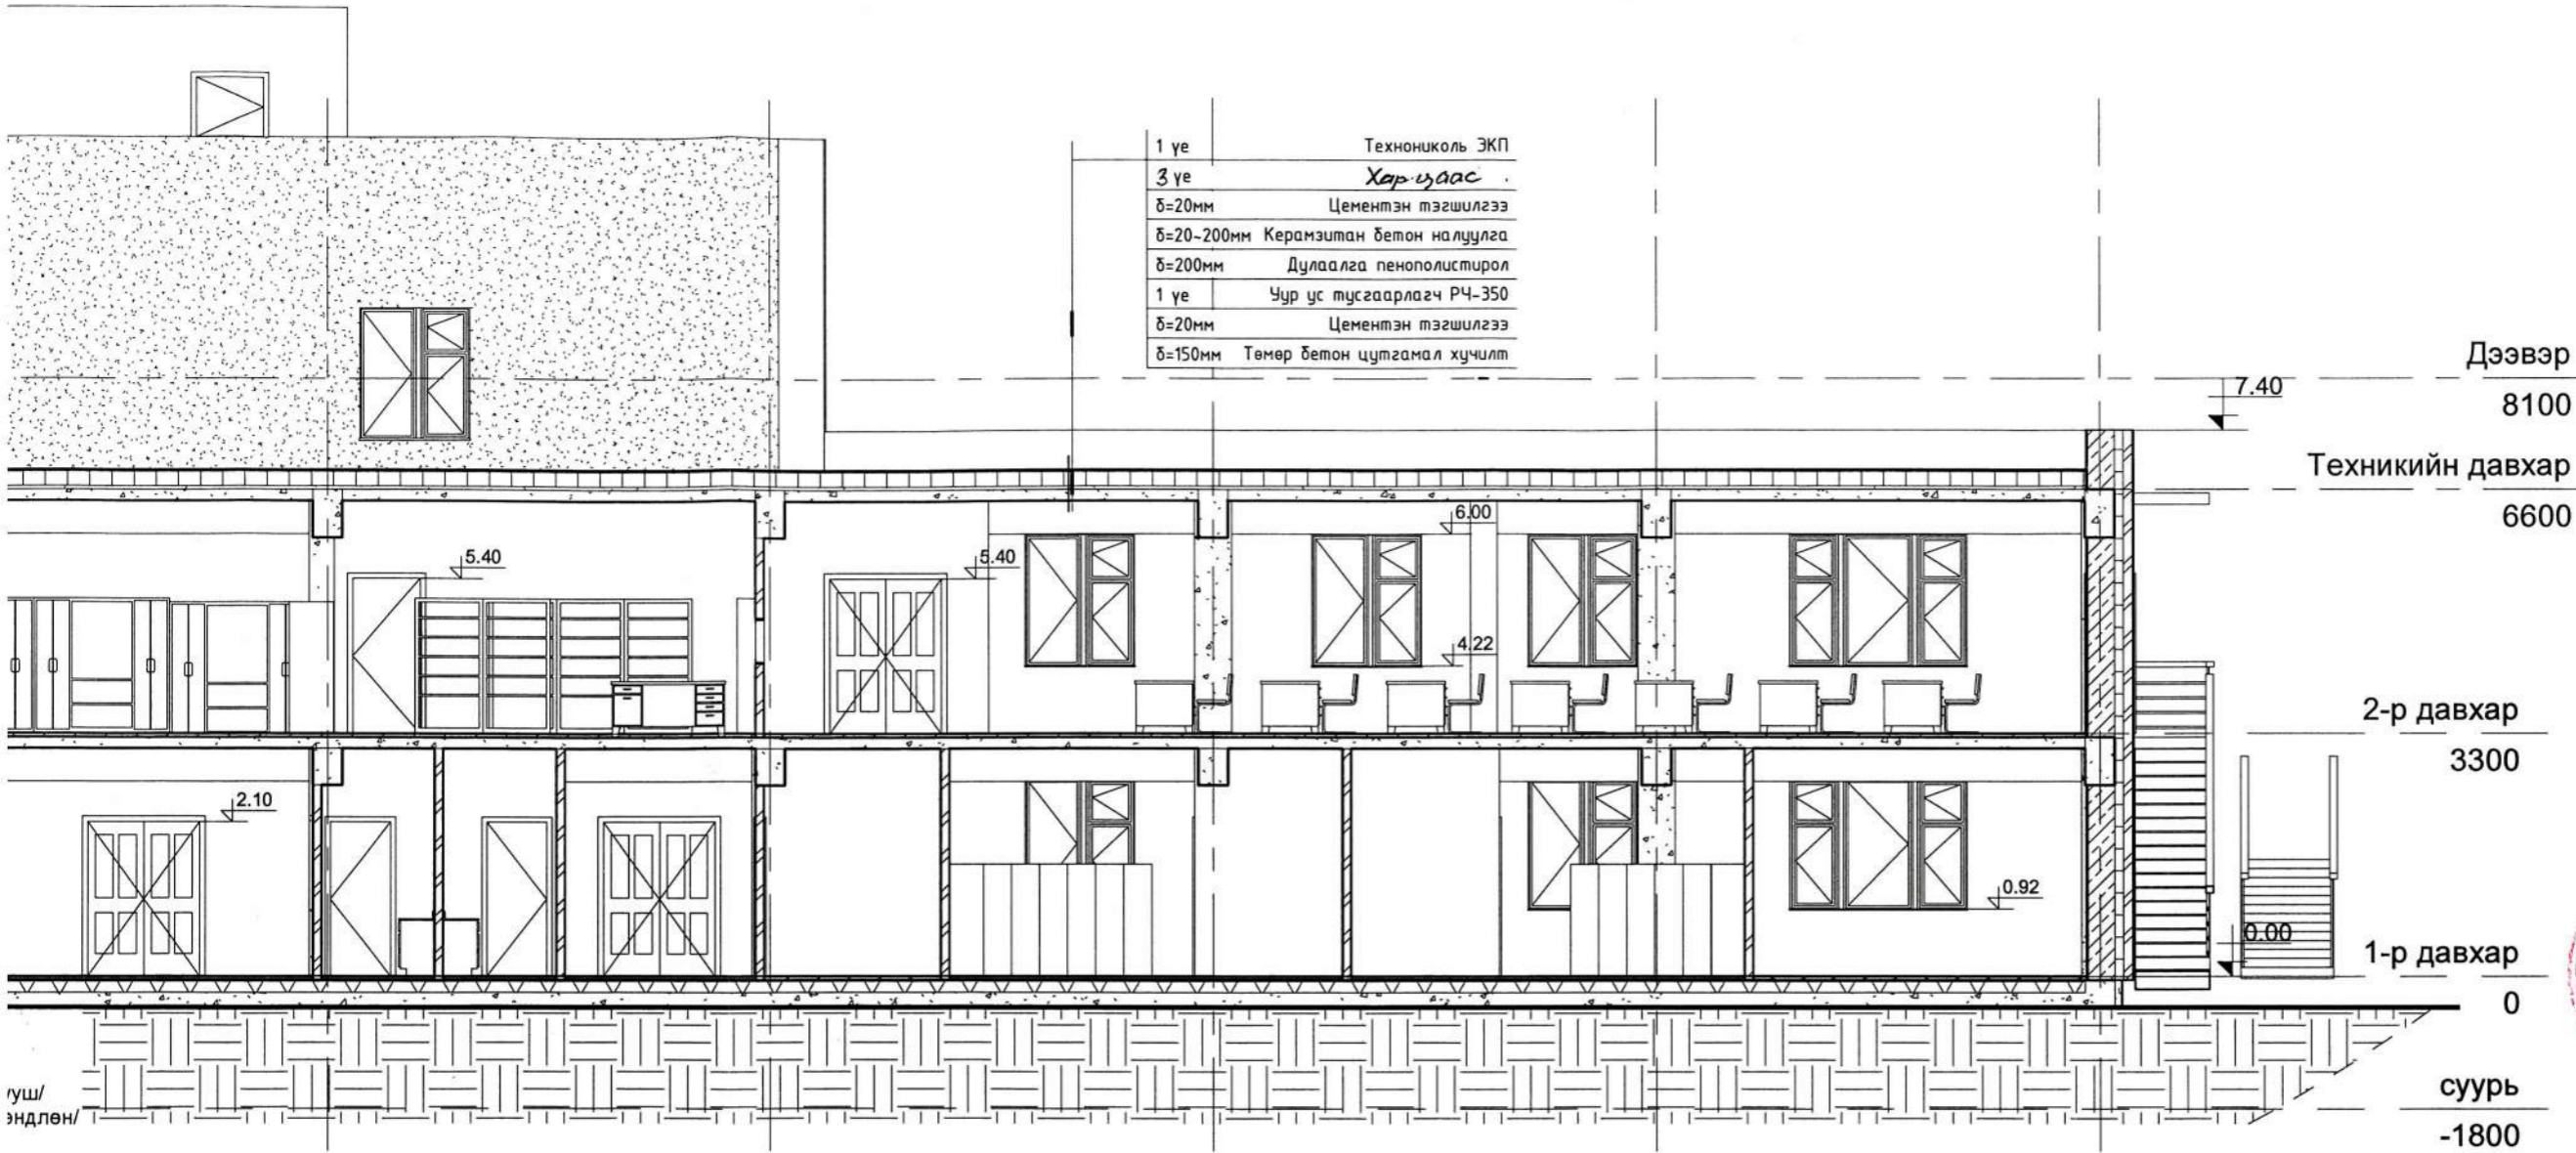 1 үе Технониколь ЭКП
3 үе Хар цаас
δ=20мм Цементэн тэгшилгээ
δ=20-200мм Керамзитан бетон налуулга
δ=200мм Дулаалга пенополистирол
1 үе Уур ус тусгаарлагч РЧ-350
δ=20мм Цементэн тэгшилгээ
δ=150мм Төмөр бетон цутгамал хучилт
Дээвэр
7.40
8100
Техникийн давхар
6600
6.00
5.40
5.40
4.22
2-р давхар
3300
2.10
0.92
0.00
1-р давхар
0
ууш/
эндлөн/
суурь
-1800